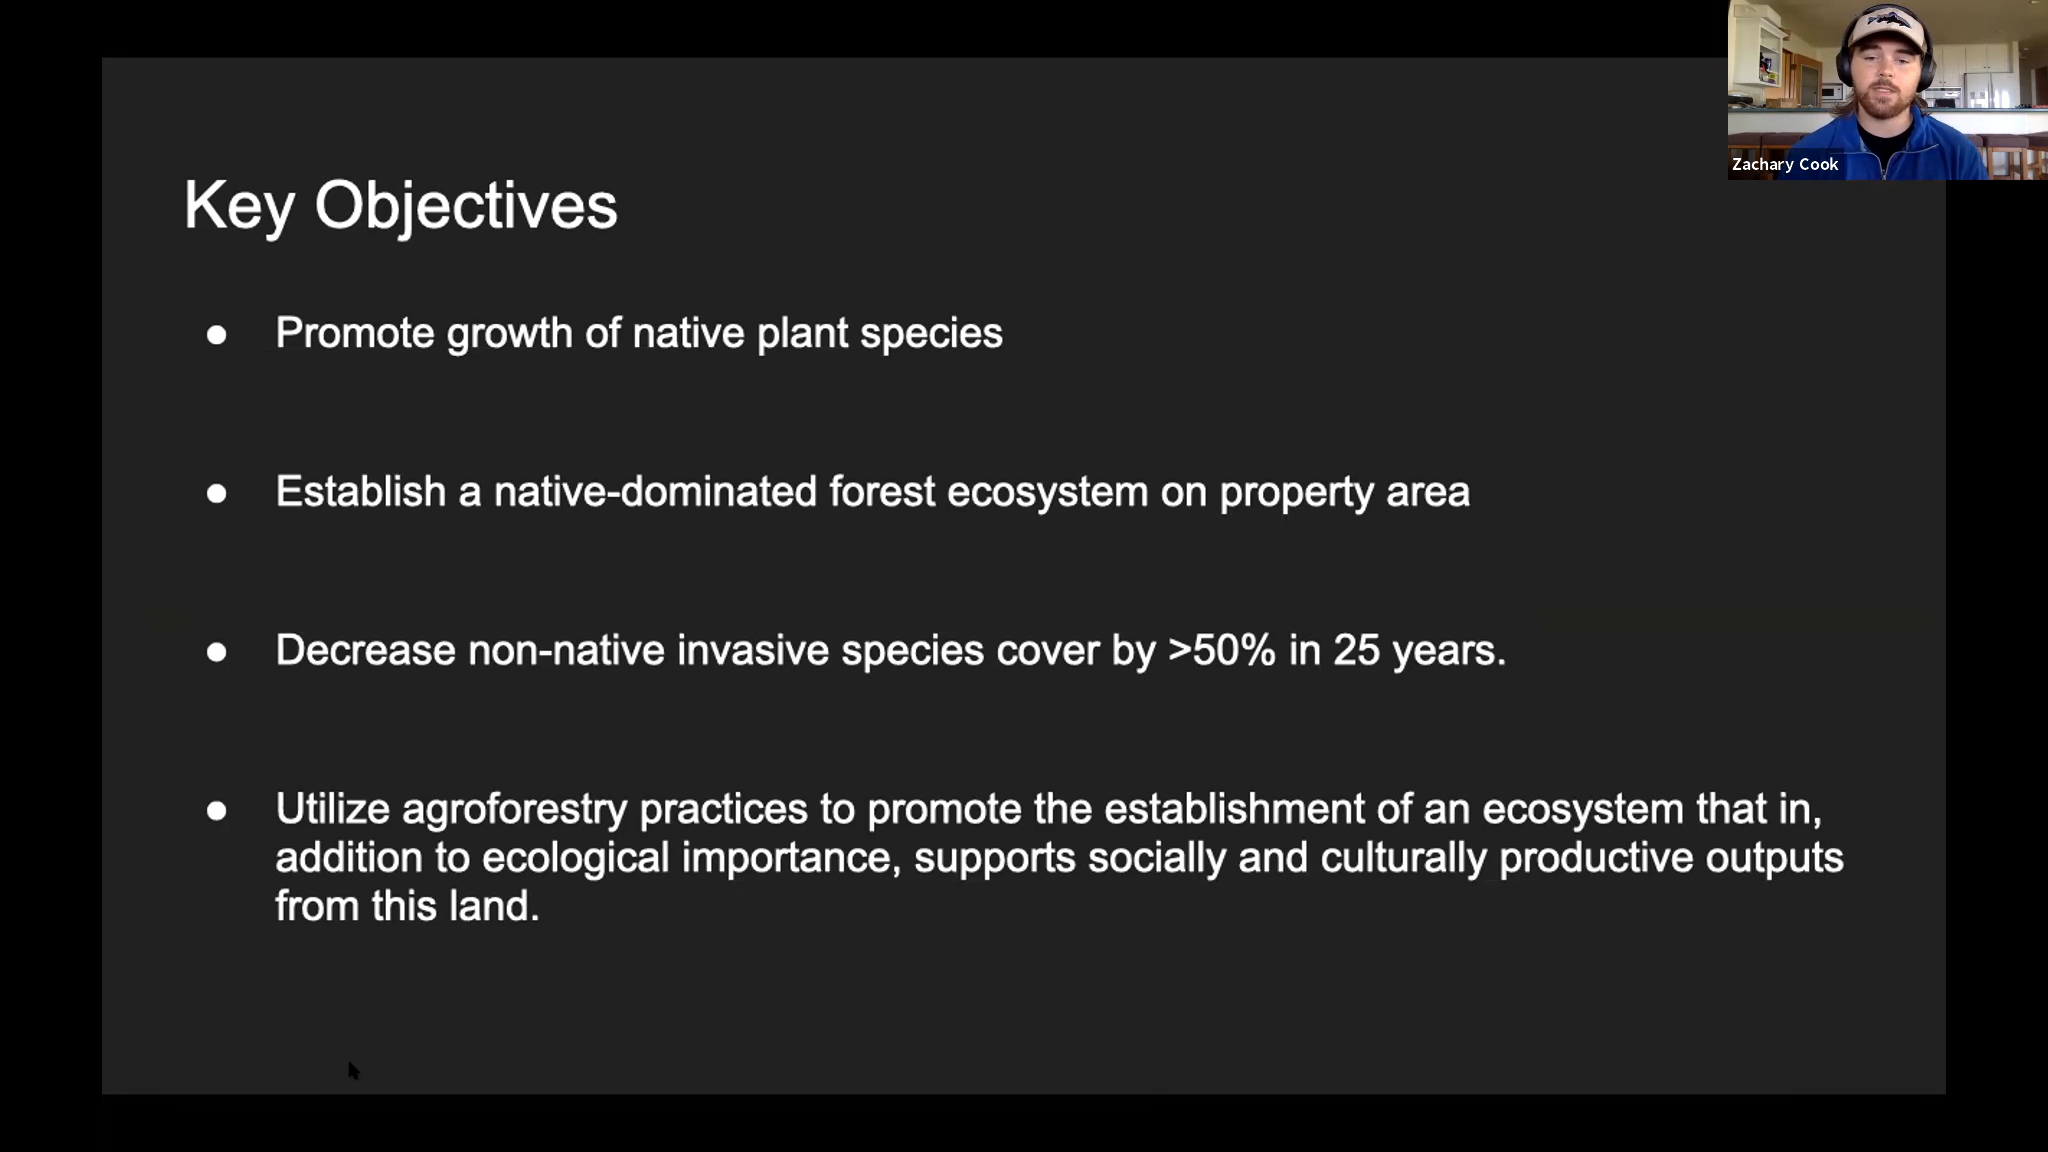 Zachary Cook
Key Objectives
● Promote growth of native plant species
● Establish a native-dominated forest ecosystem on property area
● Decrease non-native invasive species cover by >50% in 25 years.
● Utilize agroforestry practices to promote the establishment of an ecosystem that in,
addition to ecological importance, supports socially and culturally productive outputs
from this land.